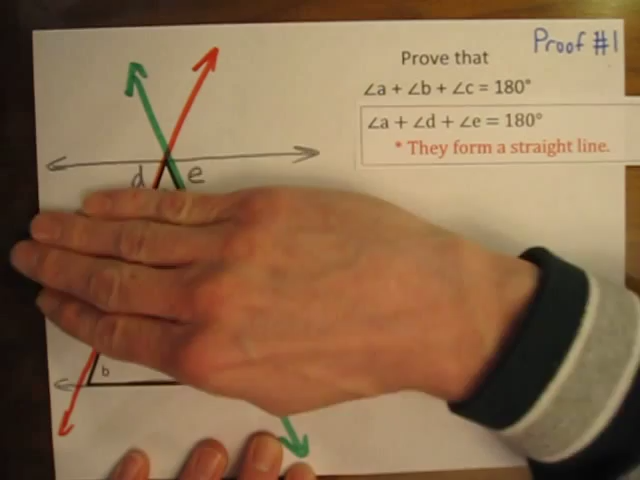 Proof #1
Prove that
∠a + ∠b + ∠c = 180°
∠a + ∠d + ∠e = 180°
* They form a straight line.
d e
b